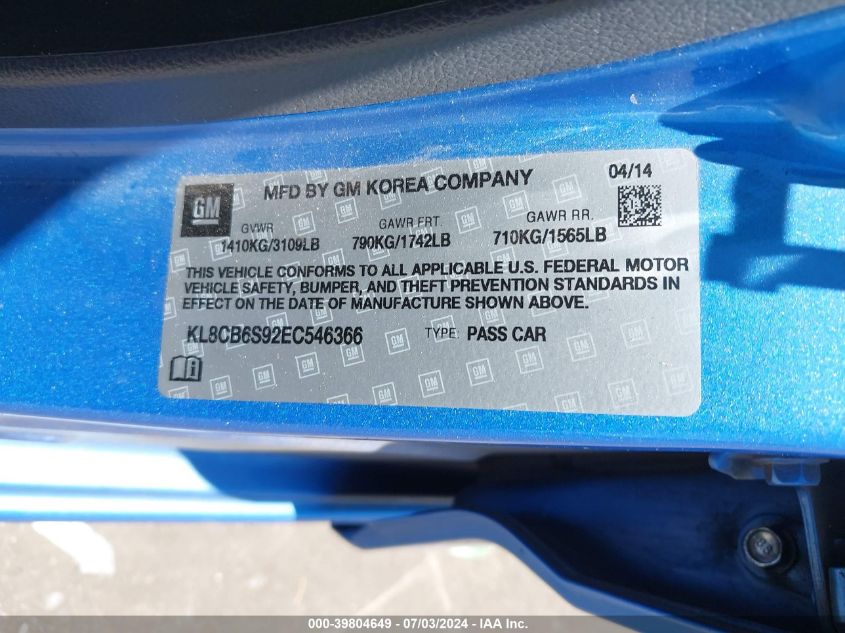 GM
MFD BY GM KOREA COMPANY
04/14
GVWR GAWR FRT. GAWR RR.
1410KG/3109LB 790KG/1742LB 710KG/1565LB
THIS VEHICLE CONFORMS TO ALL APPLICABLE U.S. FEDERAL MOTOR
VEHICLE SAFETY, BUMPER, AND THEFT PREVENTION STANDARDS IN
EFFECT ON THE DATE OF MANUFACTURE SHOWN ABOVE.
KL8CB6S92EC546366 TYPE: PASS CAR
000-39804649 / 07/03/2024 - IAA Inc.